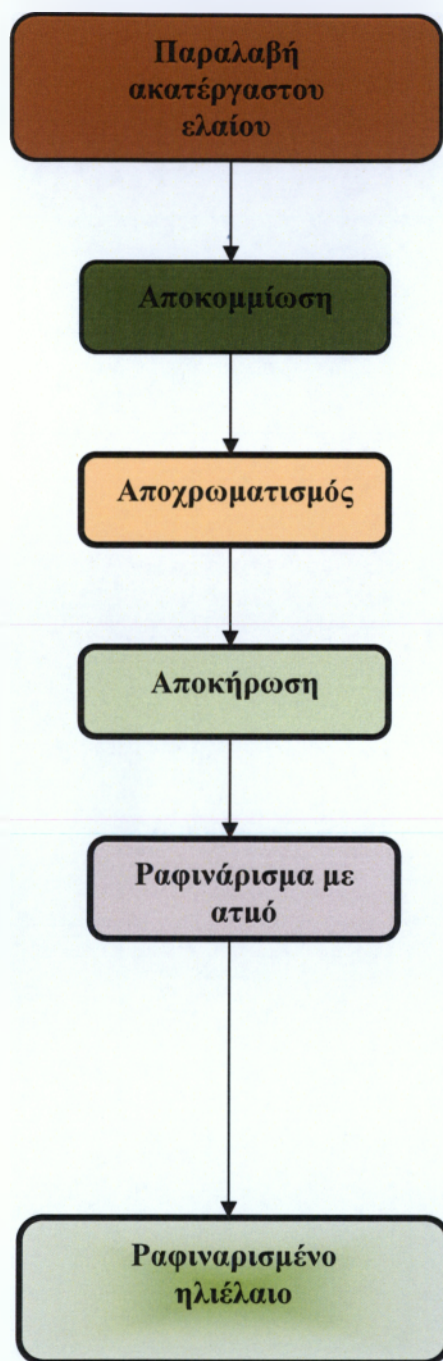 Παραλαβή
ακατέργαστου
ελαίου
Αποκομμίωση
Αποχρωματισμός
Αποκήρωση
Ραφινάρισμα με
ατμό
Ραφιναρισμένο
ηλιέλαιο